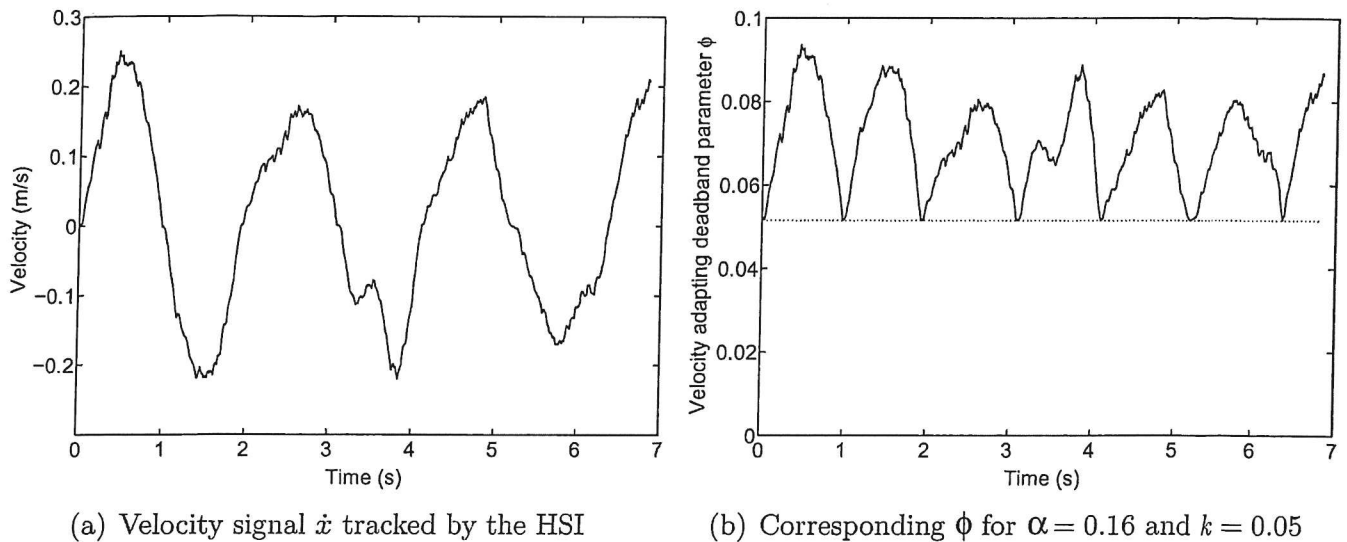 0.3
0.2
0.1
0
−0.1
−0.2
Velocity (m/s)
0 1 2 3 4 5 6 7
Time (s)
(a) Velocity signal ẋ tracked by the HSI
0.1
0.08
0.06
0.04
0.02
0
Velocity adapting deadband parameter ϕ
0 1 2 3 4 5 6 7
Time (s)
(b) Corresponding ϕ for α = 0.16 and k = 0.05